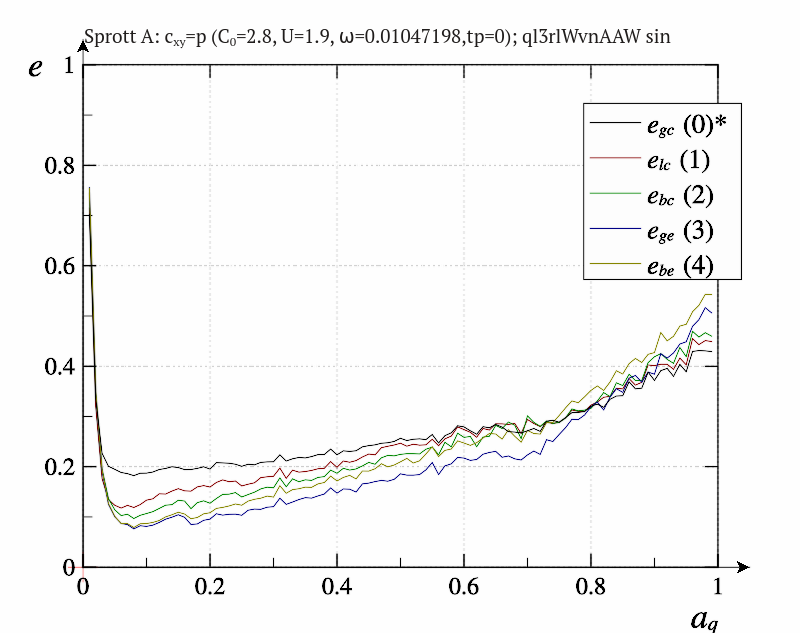 Sprott A: cxy=p (C0=2.8, U=1.9, ω=0.01047198,tp=0); ql3rlWvnAAW sin
e
1
0.8
0.6
0.4
0.2
0
0 0.2 0.4 0.6 0.8 1
aq
egc (0)*
elc (1)
ebc (2)
ege (3)
ebe (4)